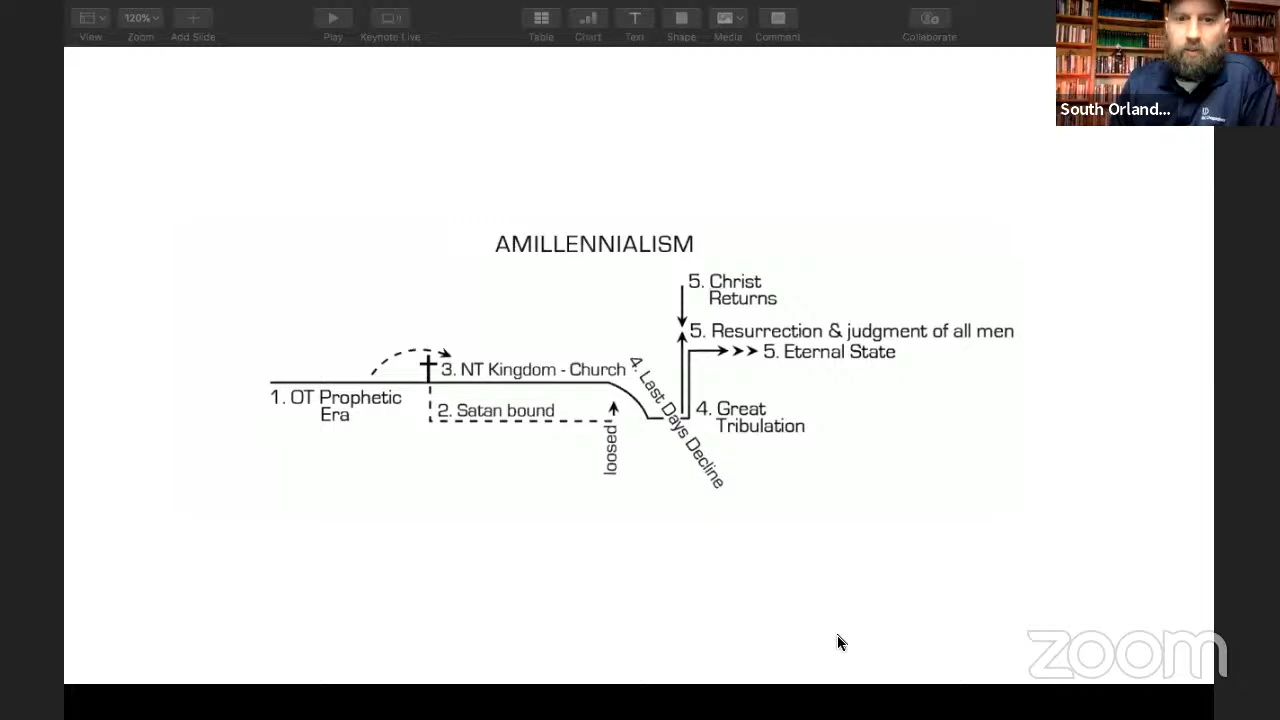 120%
View
Zoom
Add Slide
Play
Keynote Live
Table
Chart
Text
Shape
Media
Comment
Collaborate
South Orland...
AMILLENNIALISM
5. Christ
Returns
5. Resurrection & judgment of all men
5. Eternal State
3. NT Kingdom - Church
4. Last Days Decline
1. OT Prophetic
Era
2. Satan bound
loosed
4. Great
Tribulation
zoom